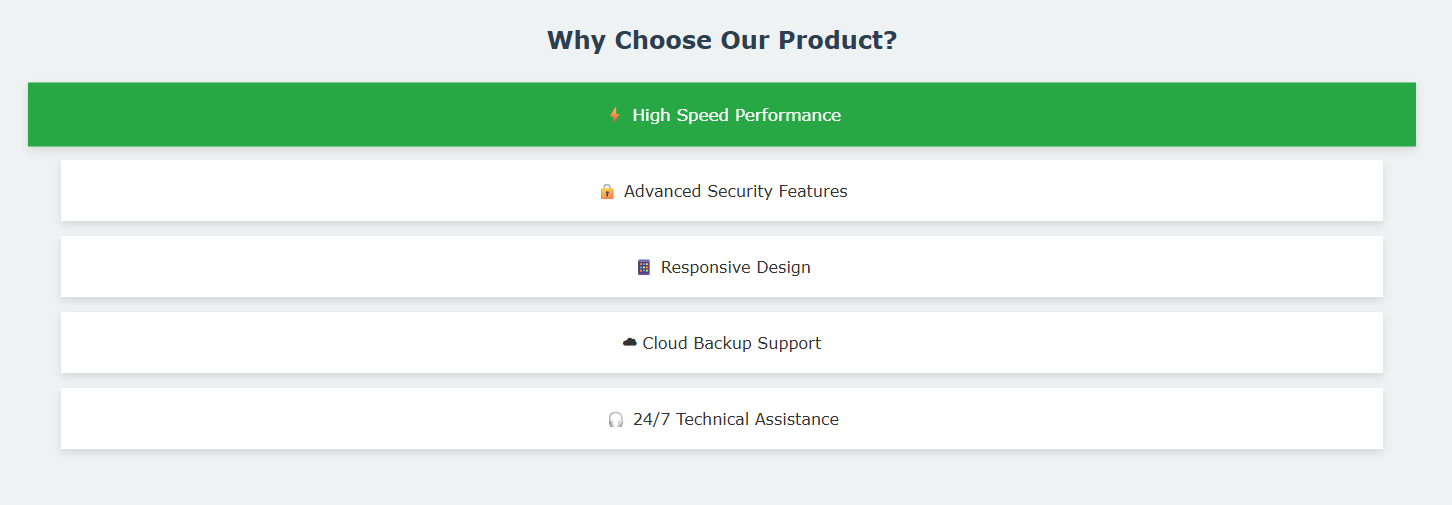 Why Choose Our Product?
⚡ High Speed Performance
🔒 Advanced Security Features
📱 Responsive Design
☁ Cloud Backup Support
🎧 24/7 Technical Assistance